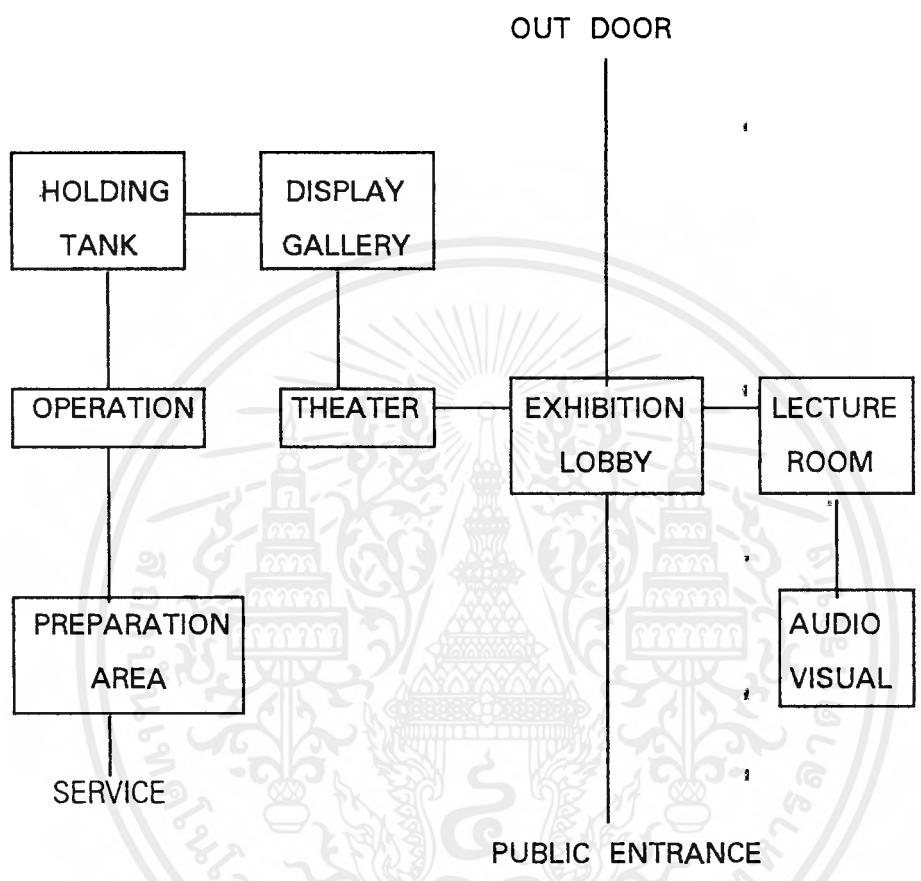 OUT DOOR
HOLDING
TANK
DISPLAY
GALLERY
OPERATION
THEATER
EXHIBITION
LOBBY
LECTURE
ROOM
PREPARATION
AREA
AUDIO
VISUAL
SERVICE
PUBLIC ENTRANCE